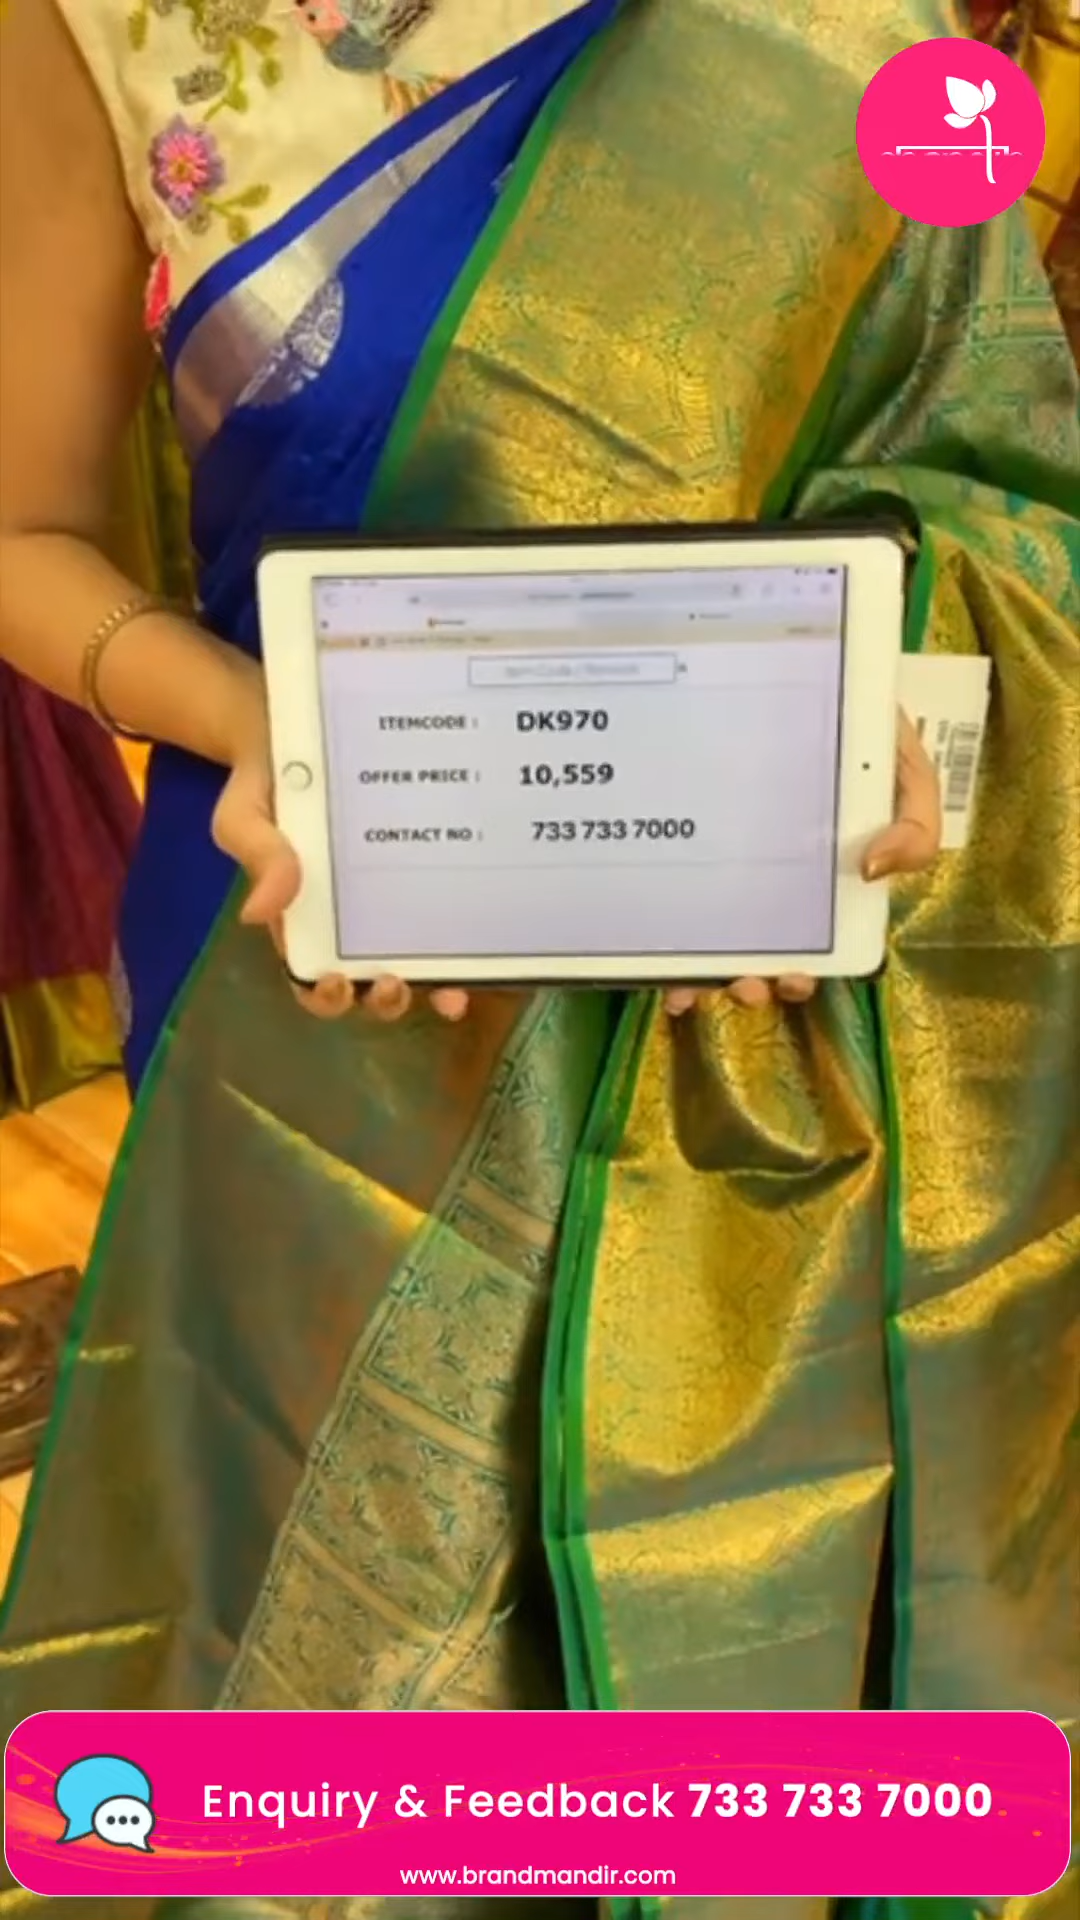 ITEMCODE : DK970
OFFER PRICE : 10,559
CONTACT NO : 733 733 7000
Enquiry & Feedback 733 733 7000
www.brandmandir.com